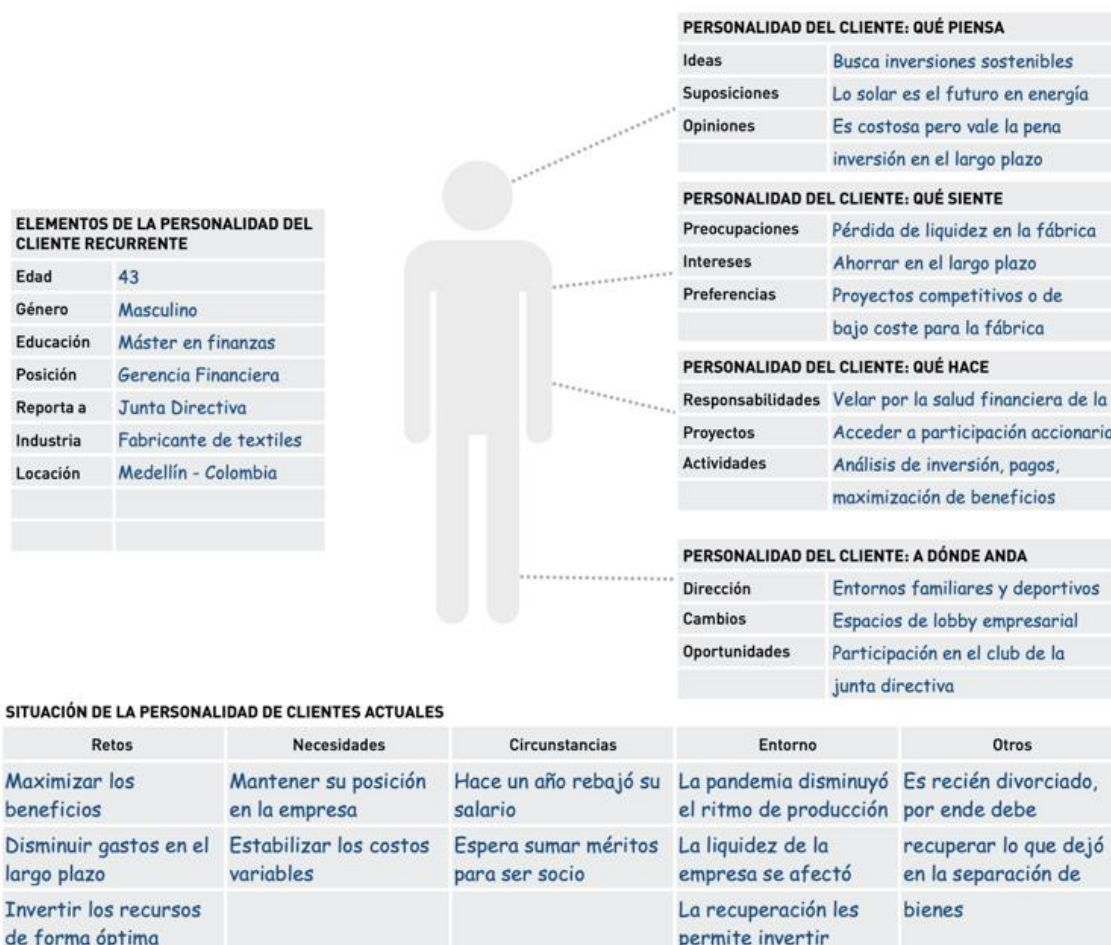 PERSONALIDAD DEL CLIENTE: QUÉ PIENSA
Ideas Busca inversiones sostenibles
Suposiciones Lo solar es el futuro en energía
Opiniones Es costosa pero vale la pena
inversión en el largo plazo
PERSONALIDAD DEL CLIENTE: QUÉ SIENTE
Preocupaciones Pérdida de liquidez en la fábrica
Intereses Ahorrar en el largo plazo
Preferencias Proyectos competitivos o de
bajo coste para la fábrica
PERSONALIDAD DEL CLIENTE: QUÉ HACE
Responsabilidades Velar por la salud financiera de la
Proyectos Acceder a participación accionaria
Actividades Análisis de inversión, pagos,
maximización de beneficios
PERSONALIDAD DEL CLIENTE: A DÓNDE ANDA
Dirección Entornos familiares y deportivos
Cambios Espacios de lobby empresarial
Oportunidades Participación en el club de la
junta directiva
ELEMENTOS DE LA PERSONALIDAD DEL
CLIENTE RECURRENTE
Edad 43
Género Masculino
Educación Máster en finanzas
Posición Gerencia Financiera
Reporta a Junta Directiva
Industria Fabricante de textiles
Locación Medellín - Colombia
SITUACIÓN DE LA PERSONALIDAD DE CLIENTES ACTUALES
Retos Necesidades Circunstancias Entorno Otros
Maximizar los Mantener su posición Hace un año rebajó su La pandemia disminuyó Es recién divorciado,
beneficios en la empresa salario el ritmo de producción por ende debe
Disminuir gastos en el Estabilizar los costos Espera sumar méritos La liquidez de la recuperar lo que dejó
largo plazo variables para ser socio empresa se afectó en la separación de
Invertir los recursos La recuperación les bienes
de forma óptima permite invertir